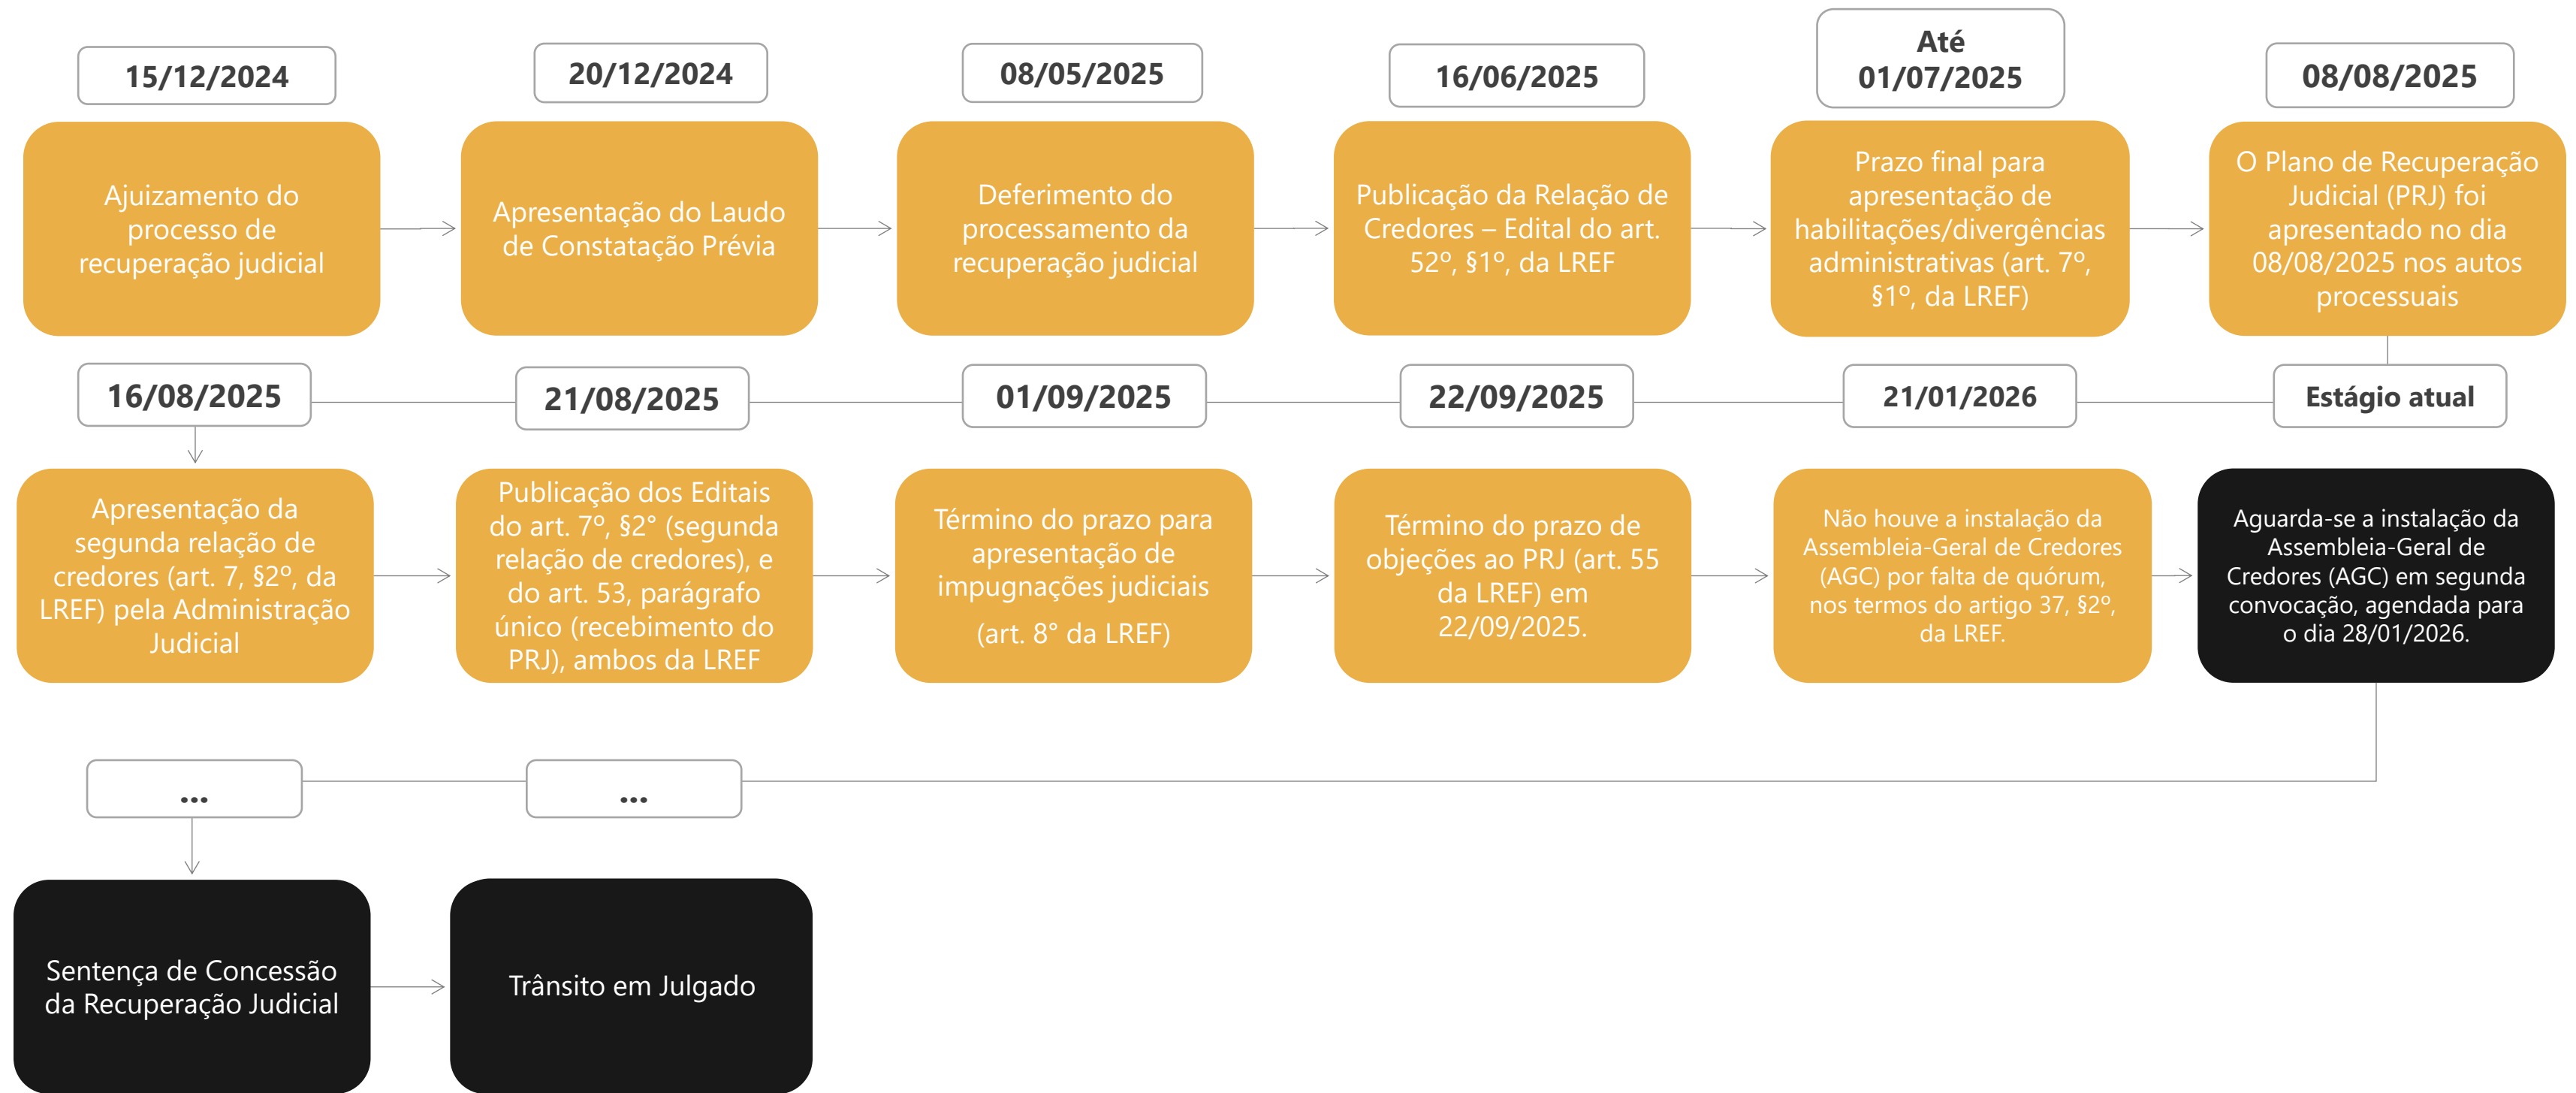 15/12/2024
Ajuizamento do
processo de
recuperação judicial
20/12/2024
Apresentação do Laudo
de Constatação Prévia
08/05/2025
Deferimento do
processamento da
recuperação judicial
16/06/2025
Publicação da Relação de
Credores – Edital do art.
52º, §1º, da LREF
Até
01/07/2025
Prazo final para
apresentação de
habilitações/divergências
administrativas (art. 7º,
§1º, da LREF)
08/08/2025
O Plano de Recuperação
Judicial (PRJ) foi
apresentado no dia
08/08/2025 nos autos
processuais
16/08/2025
Apresentação da
segunda relação de
credores (art. 7, §2º, da
LREF) pela Administração
Judicial
21/08/2025
Publicação dos Editais
do art. 7º, §2° (segunda
relação de credores), e
do art. 53, parágrafo
único (recebimento do
PRJ), ambos da LREF
01/09/2025
Término do prazo para
apresentação de
impugnações judiciais
(art. 8° da LREF)
22/09/2025
Término do prazo de
objeções ao PRJ (art. 55
da LREF) em
22/09/2025.
21/01/2026
Não houve a instalação da
Assembleia-Geral de Credores
(AGC) por falta de quórum,
nos termos do artigo 37, §2º,
da LREF.
Estágio atual
Aguarda-se a instalação da
Assembleia-Geral de
Credores (AGC) em segunda
convocação, agendada para
o dia 28/01/2026.
...
Sentença de Concessão
da Recuperação Judicial
...
Trânsito em Julgado